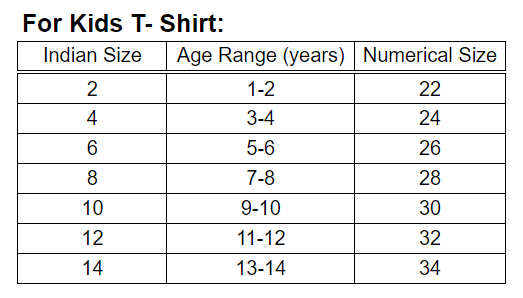 For Kids T- Shirt:
Indian Size Age Range (years) Numerical Size
2 1-2 22
4 3-4 24
6 5-6 26
8 7-8 28
10 9-10 30
12 11-12 32
14 13-14 34